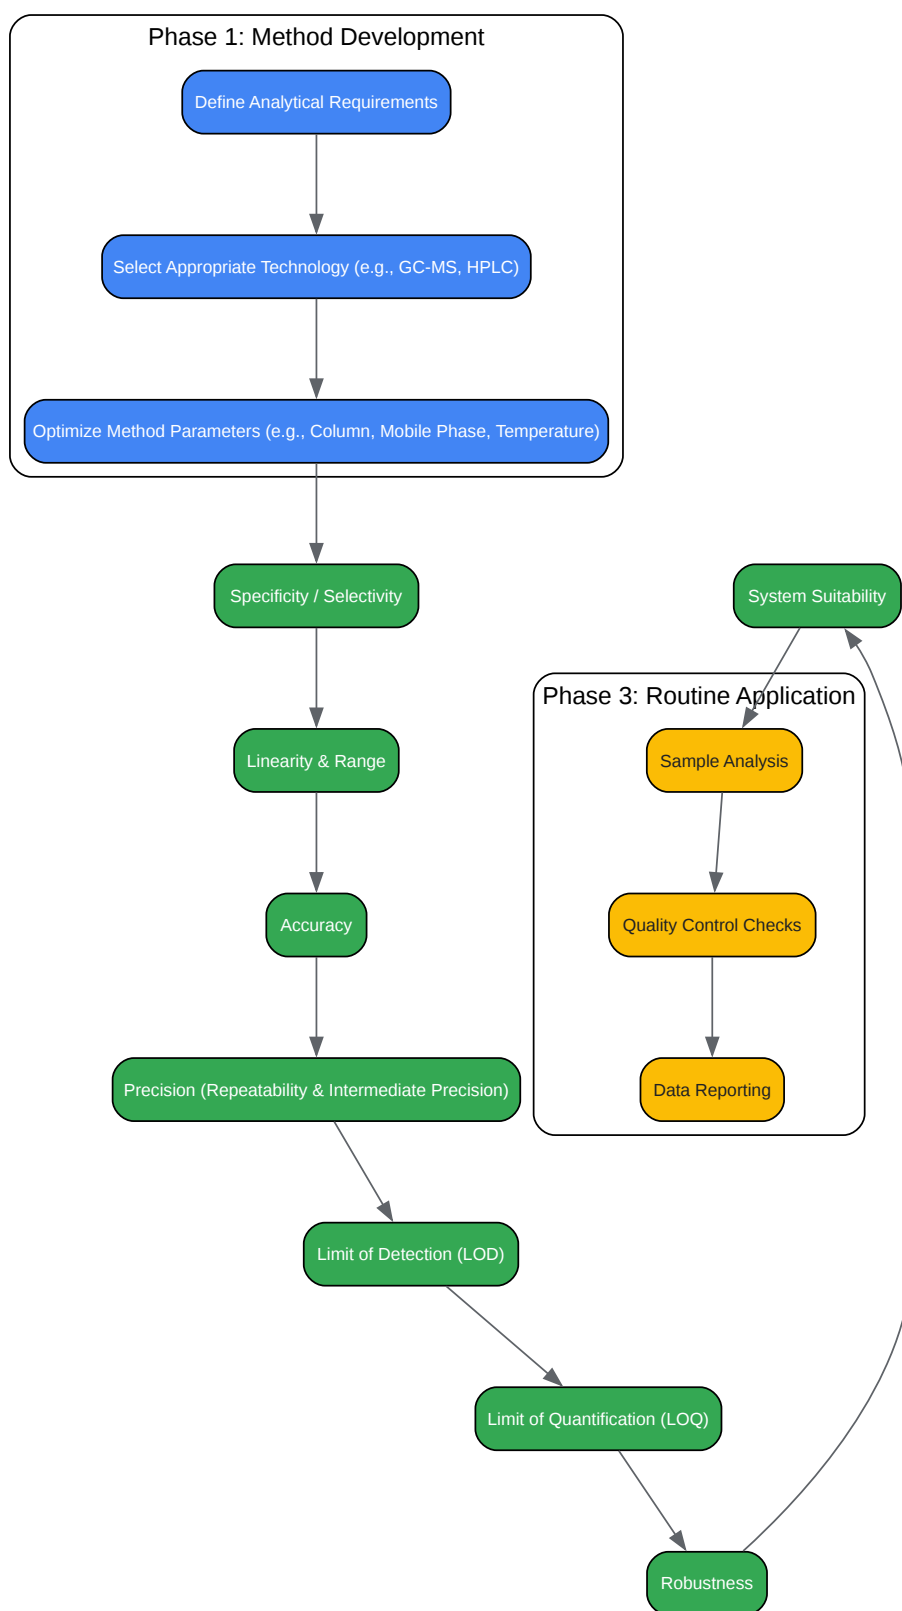 Phase 1: Method Development
Define Analytical Requirements
Select Appropriate Technology (e.g., GC-MS, HPLC)
Optimize Method Parameters (e.g., Column, Mobile Phase, Temperature)
Specificity / Selectivity
System Suitability
Phase 3: Routine Application
Linearity & Range
Sample Analysis
Accuracy
Quality Control Checks
Precision (Repeatability & Intermediate Precision)
Data Reporting
Limit of Detection (LOD)
Limit of Quantification (LOQ)
Robustness